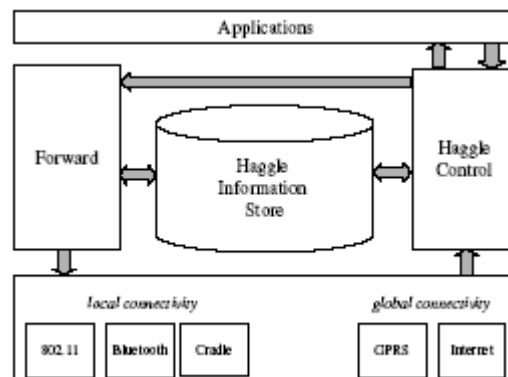 Applications
Forward
Haggle
Information
Store
Haggle
Control
local connectivity
global connectivity
802.11
Bluetooth
Cradle
GPRS
Internet